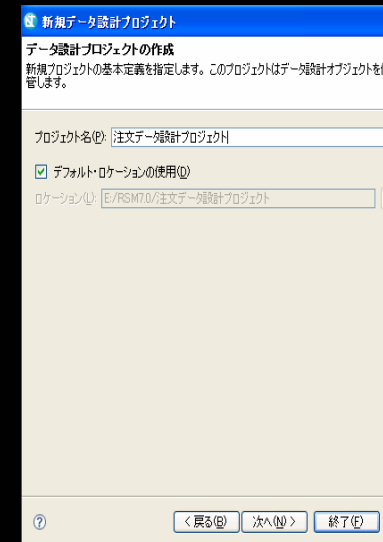 新規データ設計プロジェクト
データ設計プロジェクトの作成
新規プロジェクトの基本定義を指定します。このプロジェクトはデータ設計オブジェクトを
管します。
プロジェクト名(P): 注文データ設計プロジェクト
デフォルト・ロケーションの使用(D)
ロケーション(L): E:/RSM7.0/注文データ設計プロジェクト
< 戻る(B) 次へ(N) > 終了(F)